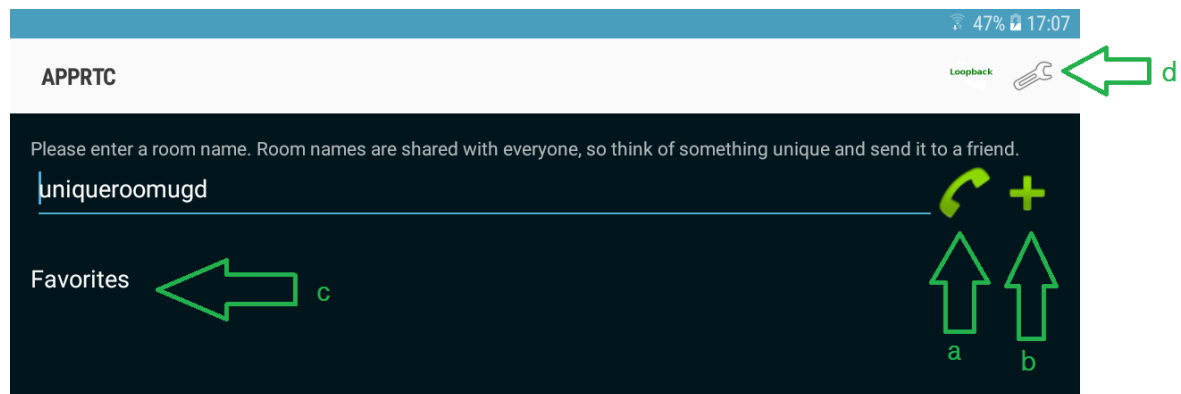 47% 17:07
APPRTC
Loopback
d
Please enter a room name. Room names are shared with everyone, so think of something unique and send it to a friend.
uniqueroomugd
Favorites
c
a
b